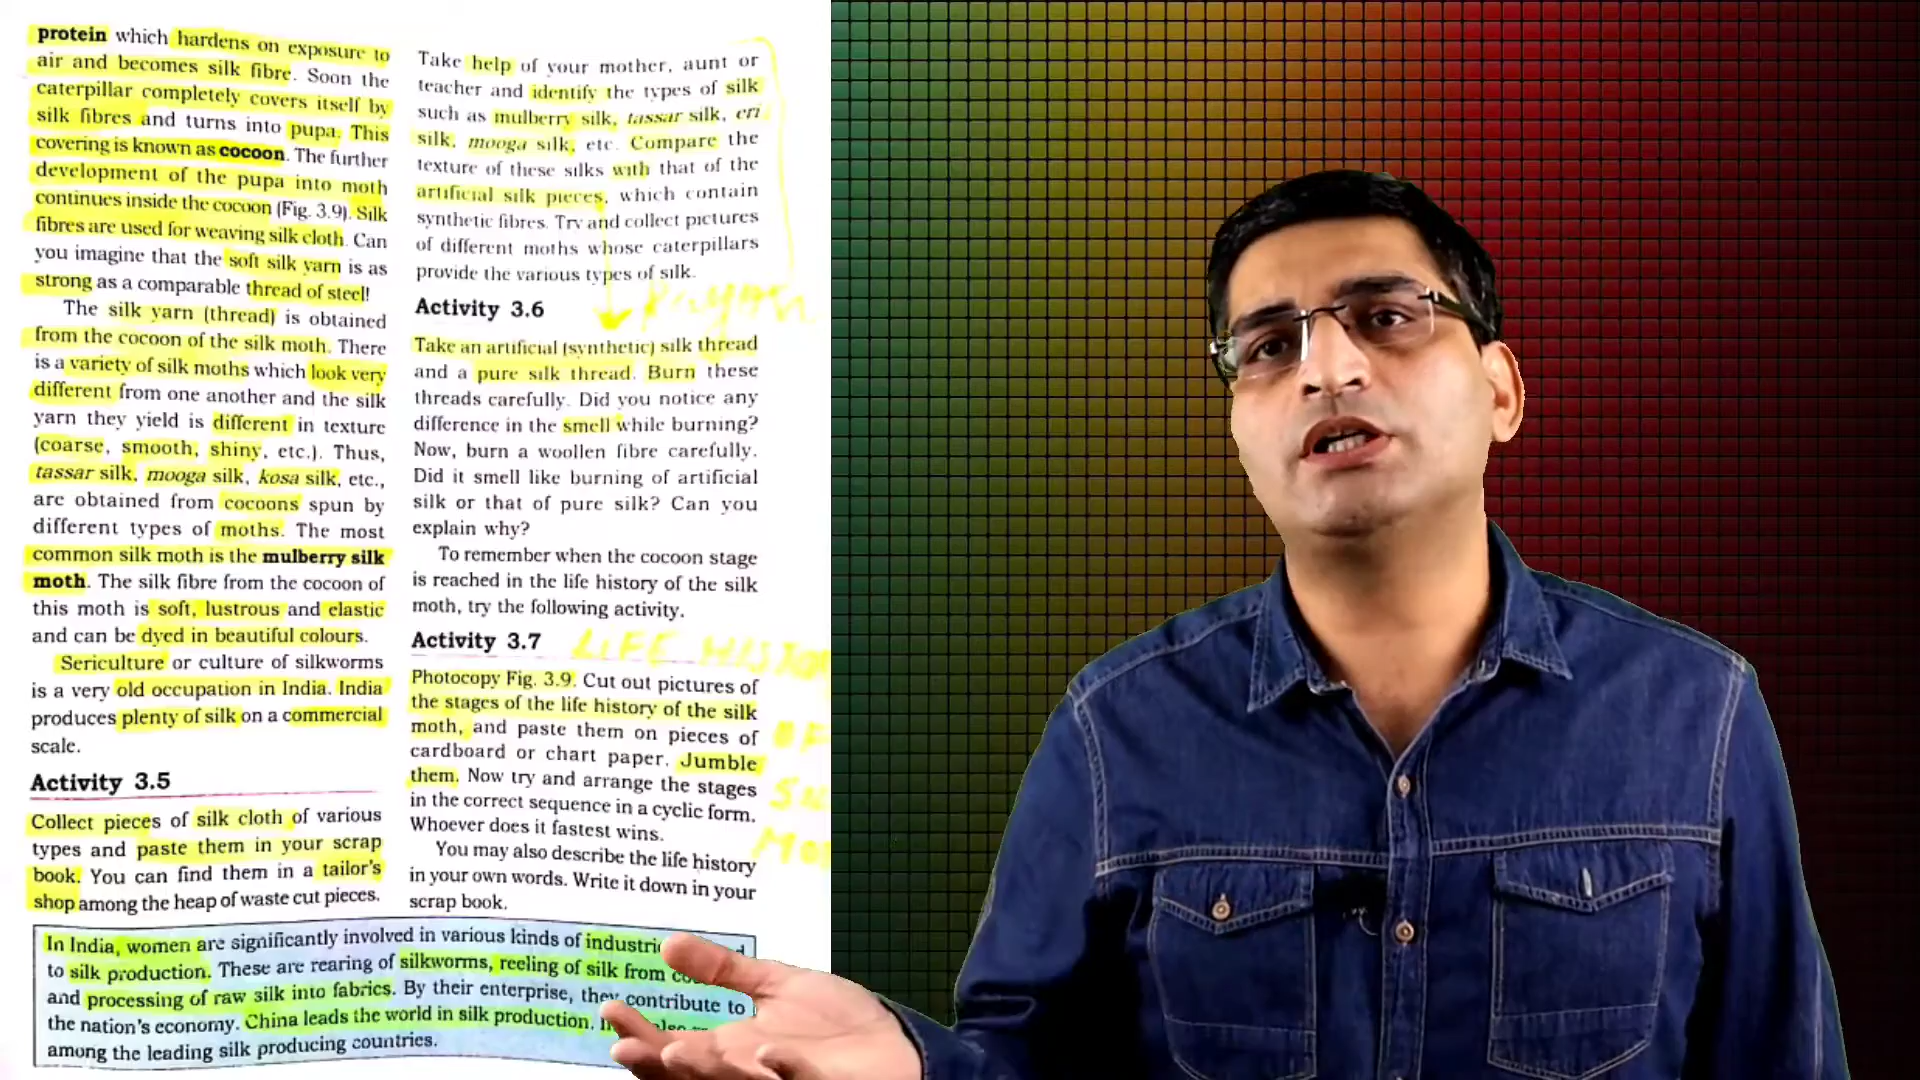 protein which hardens on exposure to
air and becomes silk fibre. Soon the
caterpillar completely covers itself by
silk fibres and turns into pupa. This
covering is known as cocoon. The further
development of the pupa into moth
continues inside the cocoon (Fig. 3.9). Silk
fibres are used for weaving silk cloth. Can
you imagine that the soft silk yarn is as
strong as a comparable thread of steel!
The silk yarn (thread) is obtained
from the cocoon of the silk moth. There
is a variety of silk moths which look very
different from one another and the silk
yarn they yield is different in texture
(coarse, smooth, shiny, etc.). Thus,
tassar silk, mooga silk, kosa silk, etc.,
are obtained from cocoons spun by
different types of moths. The most
common silk moth is the mulberry silk
moth. The silk fibre from the cocoon of
this moth is soft, lustrous and elastic
and can be dyed in beautiful colours.
Sericulture or culture of silkworms
is a very old occupation in India. India
produces plenty of silk on a commercial
scale.
Activity 3.5
Collect pieces of silk cloth of various
types and paste them in your scrap
book. You can find them in a tailor's
shop among the heap of waste cut pieces.
Take help of your mother, aunt or
teacher and identify the types of silk
such as mulberry silk, tassar silk, eri
silk, mooga silk, etc. Compare the
texture of these silks with that of the
artificial silk pieces, which contain
synthetic fibres. Try and collect pictures
of different moths whose caterpillars
provide the various types of silk.
Activity 3.6
Take an artificial (synthetic) silk thread
and a pure silk thread. Burn these
threads carefully. Did you notice any
difference in the smell while burning?
Now, burn a woollen fibre carefully.
Did it smell like burning of artificial
silk or that of pure silk? Can you
explain why?
To remember when the cocoon stage
is reached in the life history of the silk
moth, try the following activity.
Activity 3.7 LIFE
Photocopy Fig. 3.9. Cut out pictures of
the stages of the life history of the silk
moth, and paste them on pieces of
cardboard or chart paper. Jumble
them. Now try and arrange the stages
in the correct sequence in a cyclic form.
Whoever does it fastest wins.
You may also describe the life history
in your own words. Write it down in your
scrap book.
In India, women are significantly involved in various kinds of
to silk production. These are rearing of silkworms, reeling of silk from
and processing of raw silk into fabrics. By their enterprise, they contribute to
the nation's economy. China leads the world in silk production.
among the leading silk producing countries.